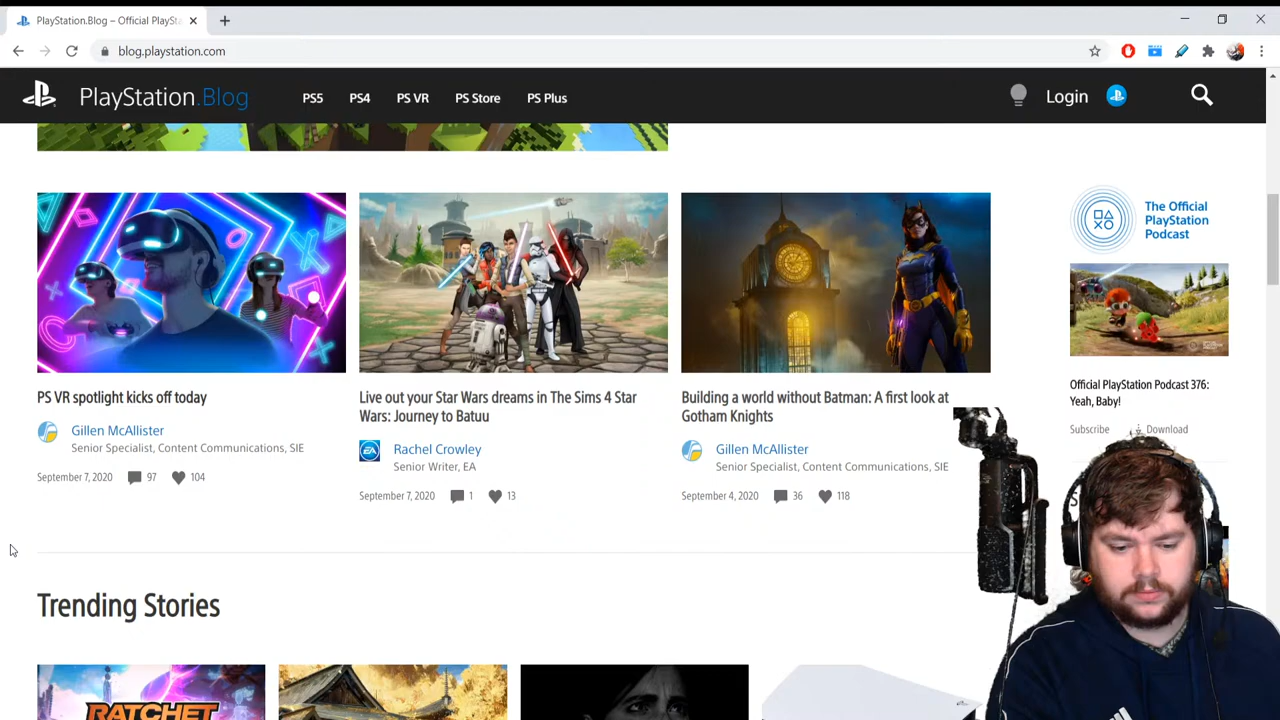 PlayStation.Blog – Official PlaySt
blog.playstation.com
PlayStation.Blog
PS5
PS4
PS VR
PS Store
PS Plus
Login
The Official
PlayStation
Podcast
PS VR spotlight kicks off today
Gillen McAllister
Senior Specialist, Content Communications, SIE
September 7, 2020
97
104
Live out your Star Wars dreams in The Sims 4 Star
Wars: Journey to Batuu
Rachel Crowley
Senior Writer, EA
September 7, 2020
1
13
Building a world without Batman: A first look at
Gotham Knights
Gillen McAllister
Senior Specialist, Content Communications, SIE
September 4, 2020
36
118
Official PlayStation Podcast 376:
Yeah, Baby!
Subscribe
Download
Trending Stories
RATCHET